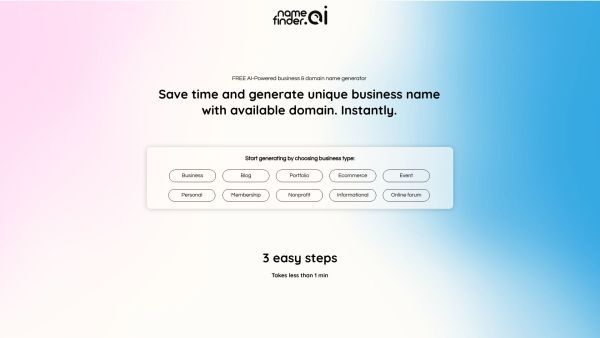 name
finder.ai
FREE AI-Powered business & domain name generator
Save time and generate unique business name
with available domain. Instantly.
Start generating by choosing business type:
Business Blog Portfolio Ecommerce Event
Personal Membership Nonprofit Informational Online forum
3 easy steps
Takes less than 1 min